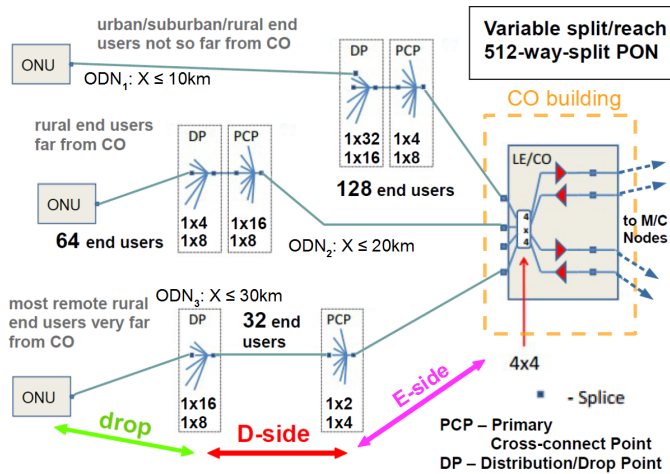 urban/suburban/rural end
users not so far from CO
Variable split/reach
512-way-split PON
ONU
ODN1: X ≤ 10km
DP
PCP
1x32
1x16
1x4
1x8
128 end users
CO building
LE/CO
4
x
4
to M/C
Nodes
rural end users
far from CO
DP
PCP
ONU
64 end users
1x4
1x8
1x16
1x8
ODN2: X ≤ 20km
most remote rural
end users very far
from CO
ODN3: X ≤ 30km
DP
32 end
users
PCP
ONU
1x16
1x8
1x2
1x4
drop
D-side
E-side
4x4
- Splice
PCP – Primary
Cross-connect Point
DP – Distribution/Drop Point